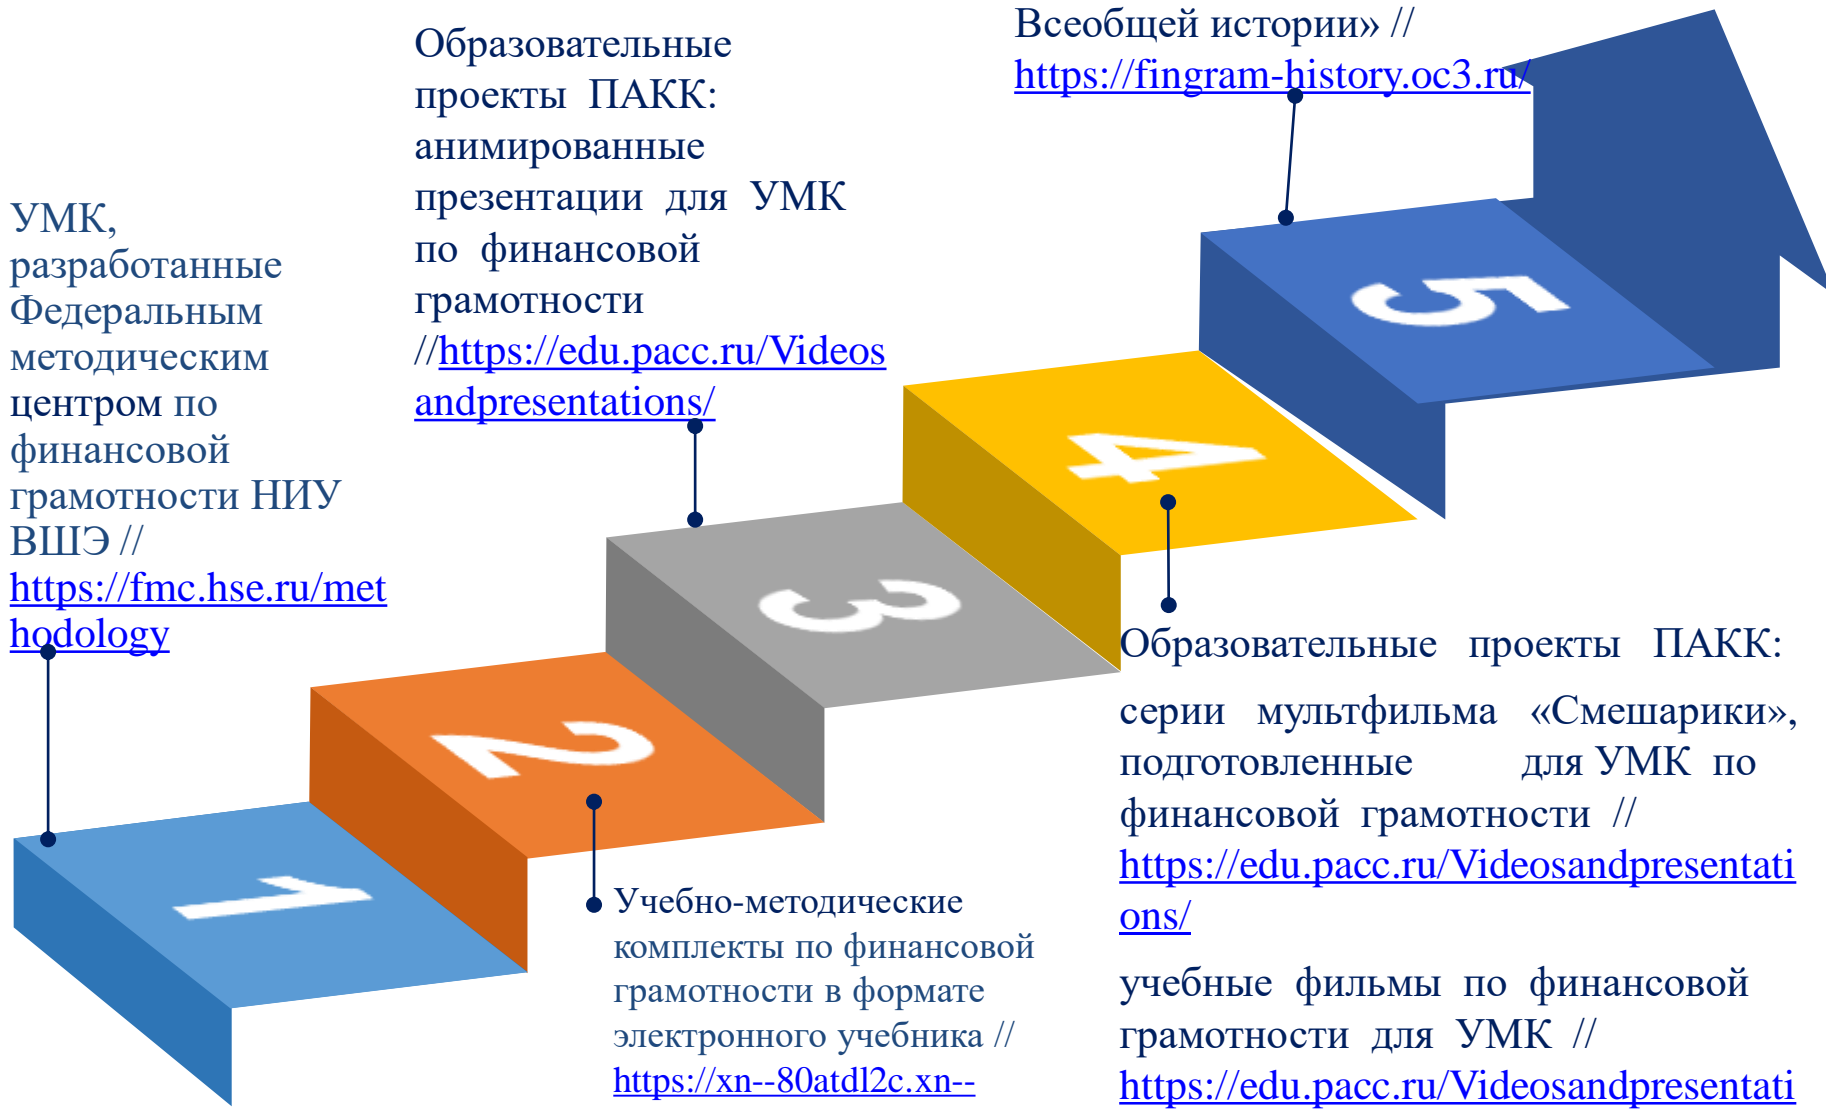 УМК,
разработанные
Федеральным
методическим
центром по
финансовой
грамотности НИУ
ВШЭ //
https://fmc.hse.ru/met
hodology
1
2
Учебно-методические
комплекты по финансовой
грамотности в формате
электронного учебника //
https://xn--80atdl2c.xn--
Образовательные
проекты ПАКК:
анимированные
презентации для УМК
по финансовой
грамотности
//https://edu.pacc.ru/Videos
andpresentations/
3
4
Образовательные проекты ПАКК:
серии мультфильма «Смешарики»,
подготовленные для УМК по
финансовой грамотности //
https://edu.pacc.ru/Videosandpresentati
ons/
учебные фильмы по финансовой
грамотности для УМК //
https://edu.pacc.ru/Videosandpresentati
Всеобщей истории» //
https://fingram-history.oc3.ru/
5